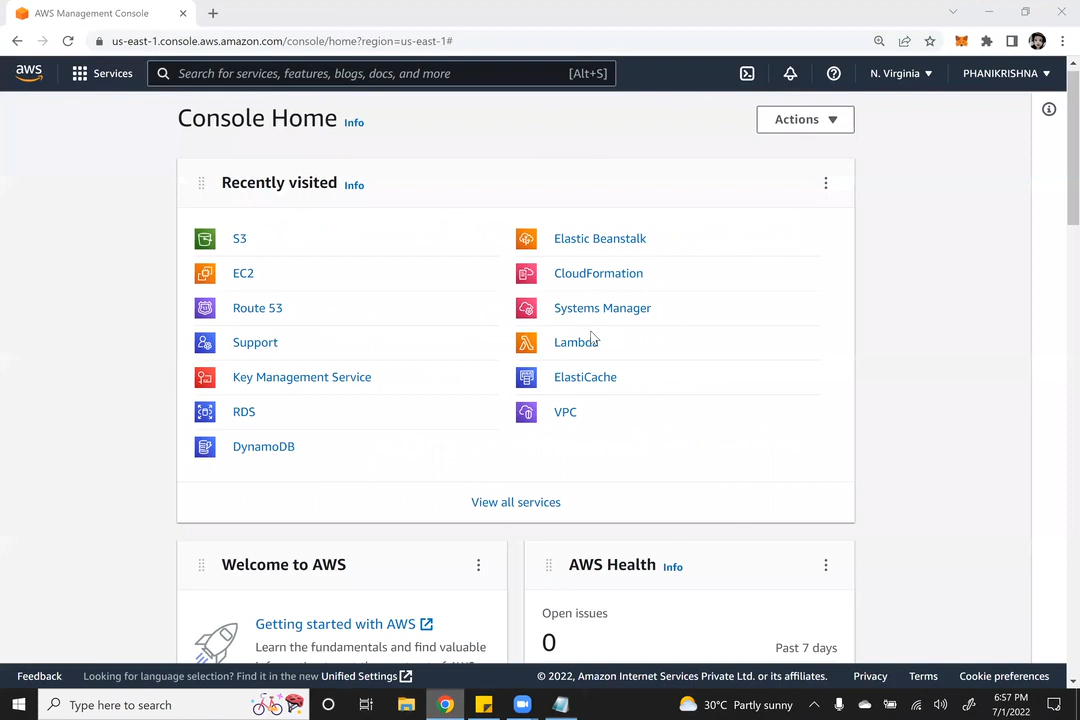 AWS Management Console
us-east-1.console.aws.amazon.com/console/home?region=us-east-1#
aws
Services
Search for services, features, blogs, docs, and more
[Alt+S]
N. Virginia
PHANIKRISHNA
Console Home Info
Actions
Recently visited Info
S3
EC2
Route 53
Support
Key Management Service
RDS
DynamoDB
Elastic Beanstalk
CloudFormation
Systems Manager
Lambda
ElastiCache
VPC
View all services
Welcome to AWS
Getting started with AWS
Learn the fundamentals and find valuable
AWS Health Info
Open issues
0
Past 7 days
Feedback
Looking for language selection? Find it in the new Unified Settings
© 2022, Amazon Internet Services Private Ltd. or its affiliates.
Privacy
Terms
Cookie preferences
Type here to search
30°C Partly sunny
6:57 PM
7/1/2022